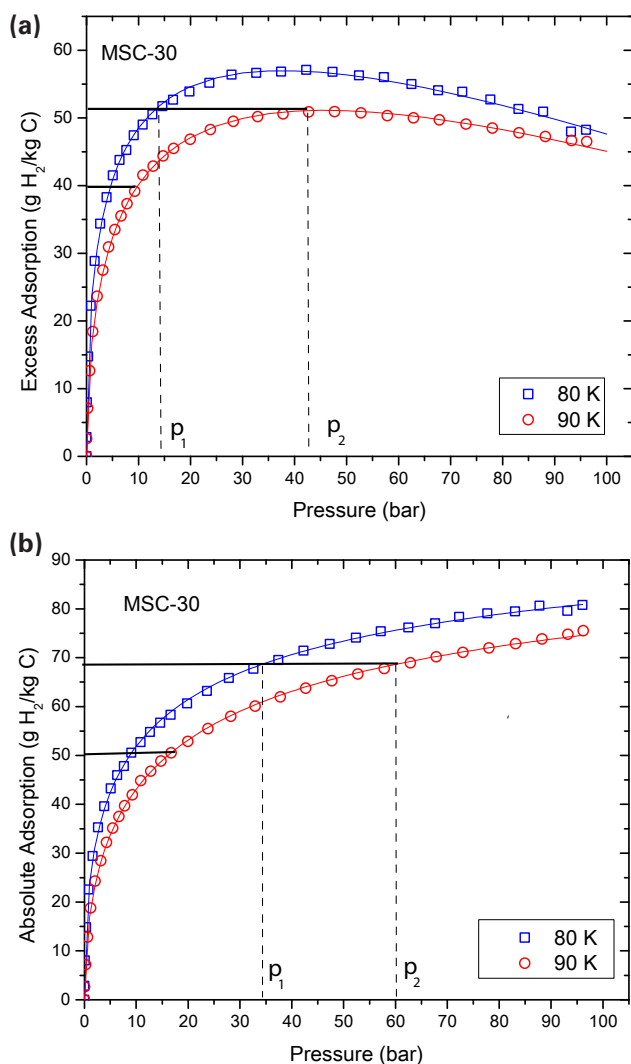 (a)
MSC-30
Excess Adsorption (g H₂/kg C)
60
50
40
30
20
10
0
p₁
p₂
80 K
90 K
0 10 20 30 40 50 60 70 80 90 100
Pressure (bar)
(b)
MSC-30
Absolute Adsorption (g H₂/kg C)
90
80
70
60
50
40
30
20
10
0
p₁
p₂
80 K
90 K
0 10 20 30 40 50 60 70 80 90 100
Pressure (bar)